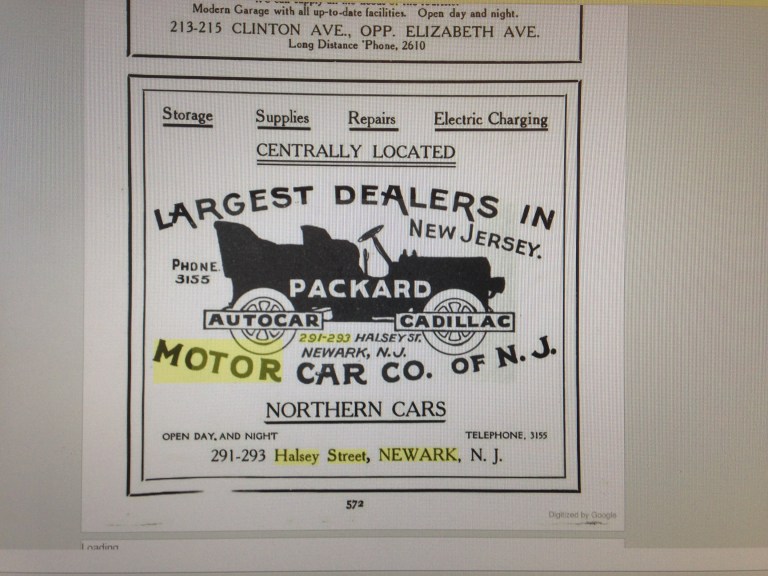 Modern Garage with all up-to-date facilities. Open day and night.
213-215 CLINTON AVE., OPP. ELIZABETH AVE.
Long Distance 'Phone, 2610
Storage Supplies Repairs Electric Charging
CENTRALLY LOCATED
LARGEST DEALERS IN
NEW JERSEY.
PHONE
3155
PACKARD
AUTOCAR CADILLAC
291-293 HALSEY ST.
NEWARK, N.J.
MOTOR CAR CO. OF N.J.
NORTHERN CARS
OPEN DAY, AND NIGHT TELEPHONE, 3155
291-293 Halsey Street, NEWARK, N. J.
572
Digitized by Google
Loading